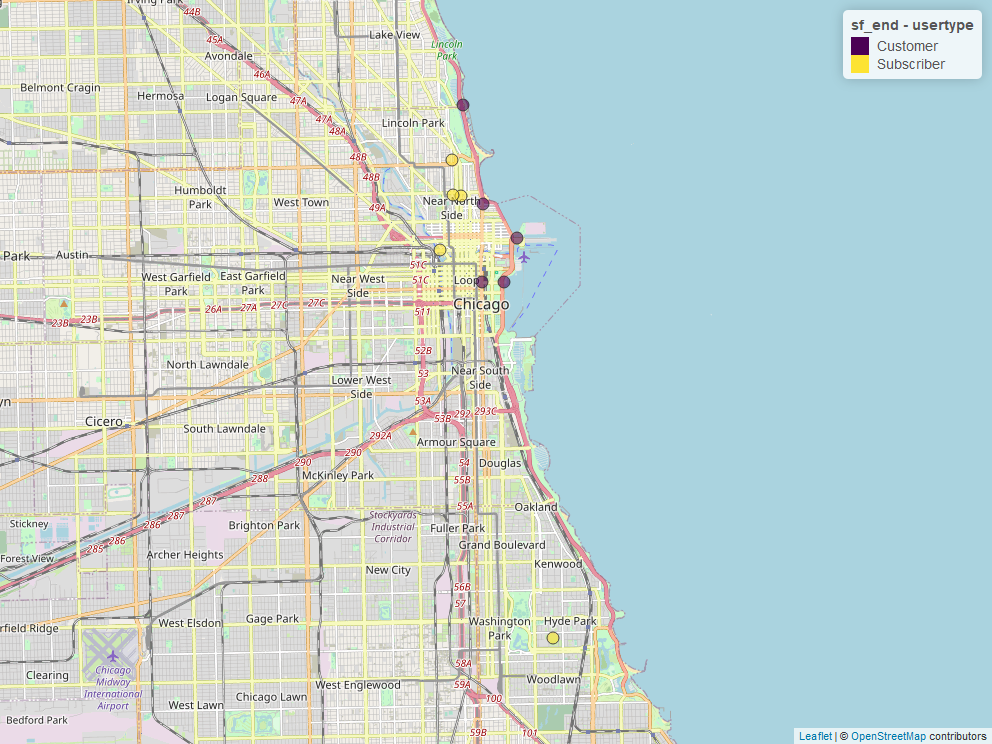 Irving Park
44B
Lake View
sf_end - usertype
Customer
Subscriber
45A
Avondale
Lincoln
Park
46A
Belmont Cragin
Hermosa
Logan Square
47A
47A
Lincoln Park
48A
48B
48B
Humboldt
Park
West Town
49A
Near North
Side
Park
Austin
51C
West Garfield
Park
East Garfield
Park
Near West
Side
51C
Loop
Chicago
27C
27C
27A
26A
511
23B
23B
52B
North Lawndale
Near South
Side
53
Lower West
Side
53A
292
293C
53B
Cicero
South Lawndale
292A
Armour Square
290
290
54
Douglas
McKinley Park
288
55B
287
55A
Oakland
Stickney
287
286
Brighton Park
Stockyards
Industrial
Corridor
Fuller Park
286
285
Grand Boulevard
Forest View
Archer Heights
Kenwood
New City
56B
57
Gage Park
West Elsdon
Washington
Park
Hyde Park
rfield Ridge
58A
Clearing
Chicago
Midway
International
Airport
Woodlawn
West Englewood
59A
Chicago Lawn
100
West Lawn
Bedford Park
59B
101
Leaflet | © OpenStreetMap contributors